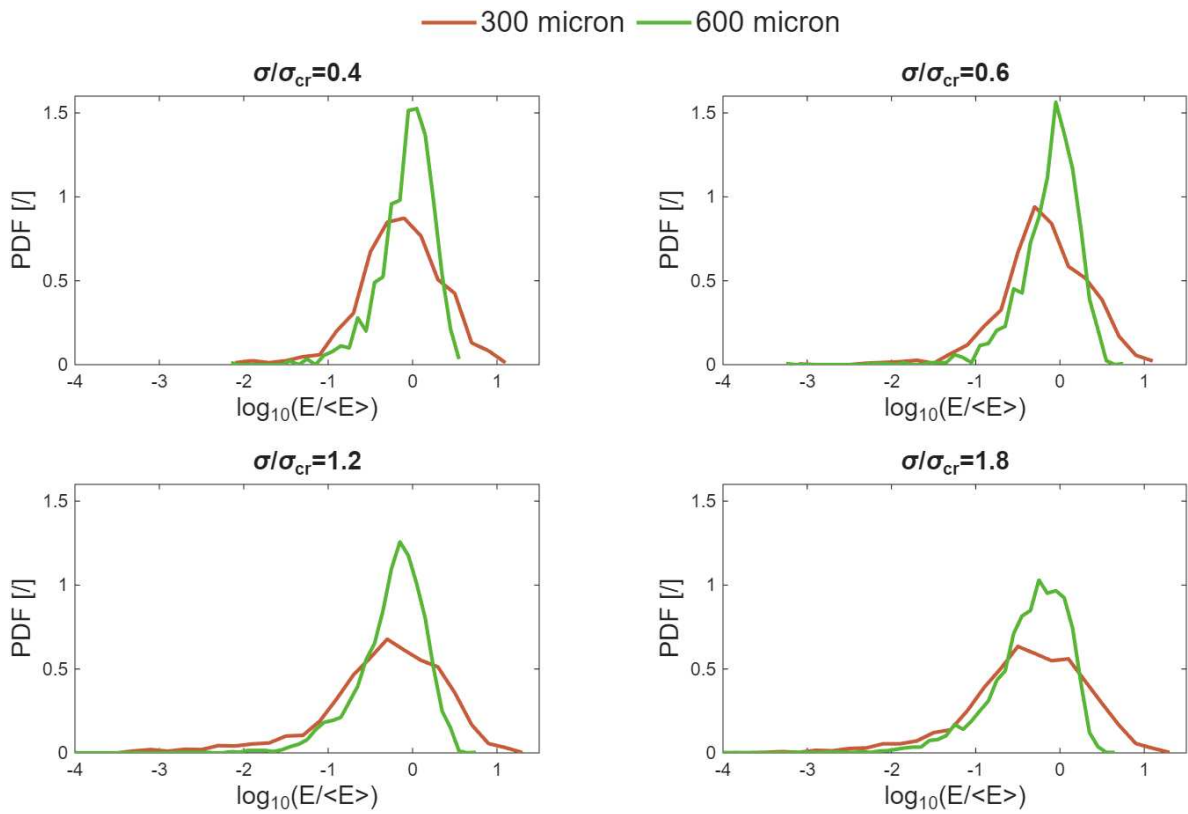 300 micron 600 micron
σ/σcr=0.4
PDF [/]
1.5
1
0.5
0
-4 -3 -2 -1 0 1
log10(E/<E>)
σ/σcr=0.6
PDF [/]
1.5
1
0.5
0
-4 -3 -2 -1 0 1
log10(E/<E>)
σ/σcr=1.2
PDF [/]
1.5
1
0.5
0
-4 -3 -2 -1 0 1
log10(E/<E>)
σ/σcr=1.8
PDF [/]
1.5
1
0.5
0
-4 -3 -2 -1 0 1
log10(E/<E>)